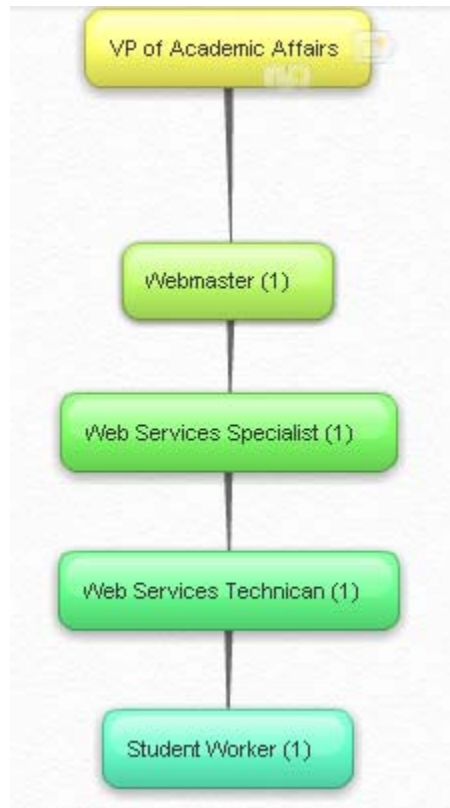 VP of Academic Affairs
Webmaster (1)
Web Services Specialist (1)
Web Services Technican (1)
Student Worker (1)